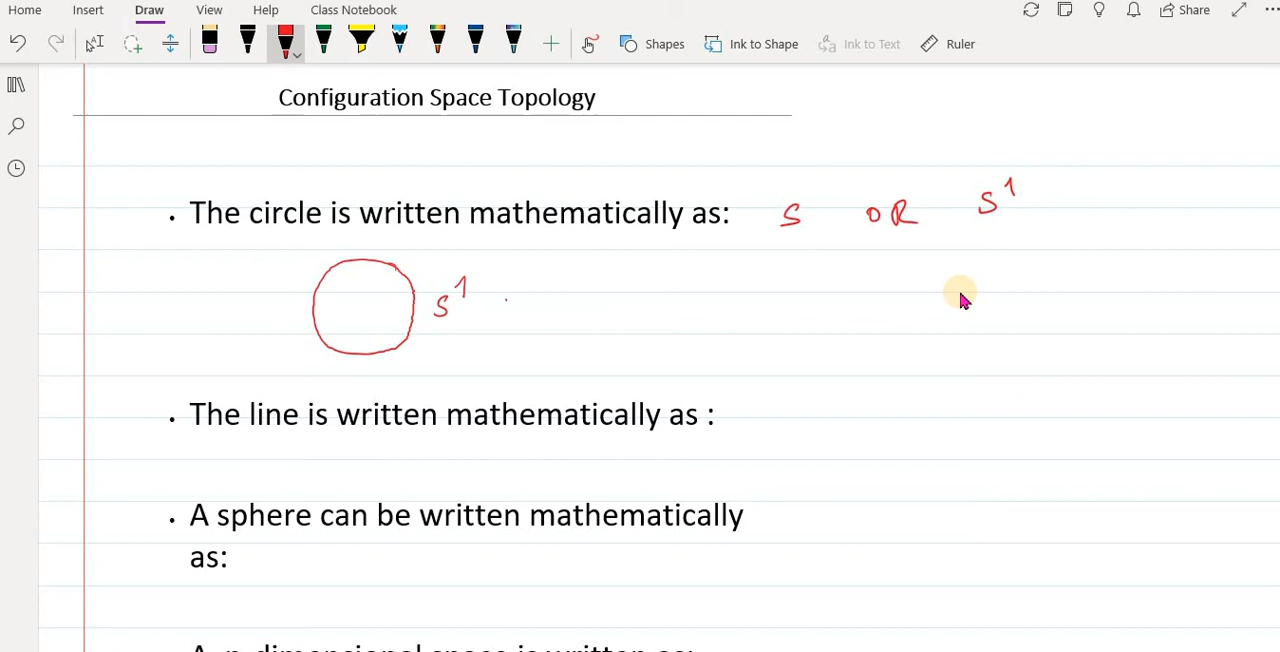 Home Insert Draw View Help Class Notebook Share
Shapes Ink to Shape Ink to Text Ruler
Configuration Space Topology
• The circle is written mathematically as: S OR S¹
S¹
• The line is written mathematically as :
• A sphere can be written mathematically
as: